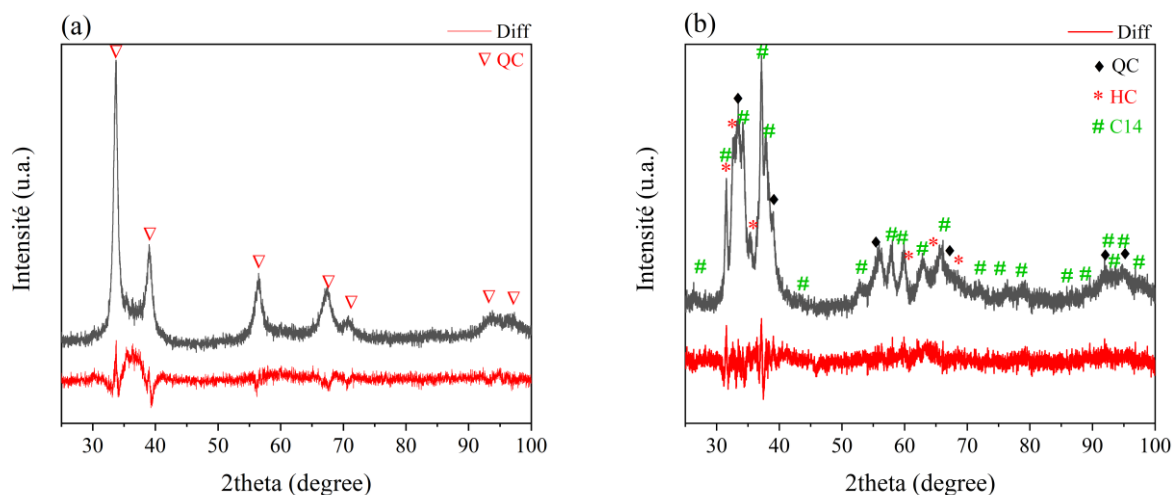 (a)
Diff
▽ QC
Intensité (u.a.)
30 40 50 60 70 80 90 100
2theta (degree)
(b)
Diff
♦ QC
* HC
# C14
Intensité (u.a.)
30 40 50 60 70 80 90 100
2theta (degree)